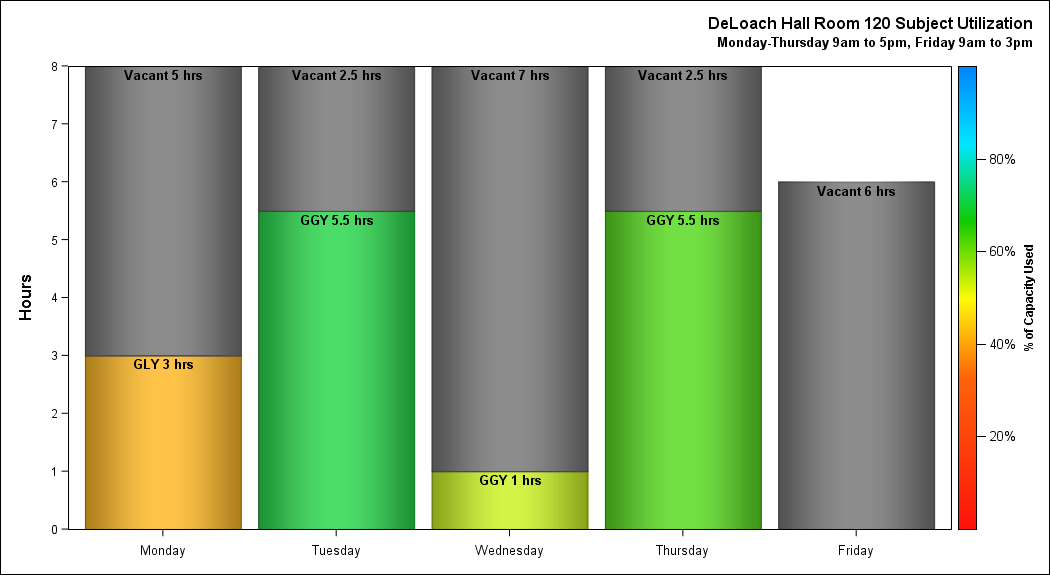 DeLoach Hall Room 120 Subject Utilization
Monday-Thursday 9am to 5pm, Friday 9am to 3pm
8
7
6
5
4
3
2
1
0
Hours
Vacant 5 hrs
GLY 3 hrs
Vacant 2.5 hrs
GGY 5.5 hrs
Vacant 7 hrs
GGY 1 hrs
Vacant 2.5 hrs
GGY 5.5 hrs
Vacant 6 hrs
Monday
Tuesday
Wednesday
Thursday
Friday
80%
60%
40%
20%
% of Capacity Used